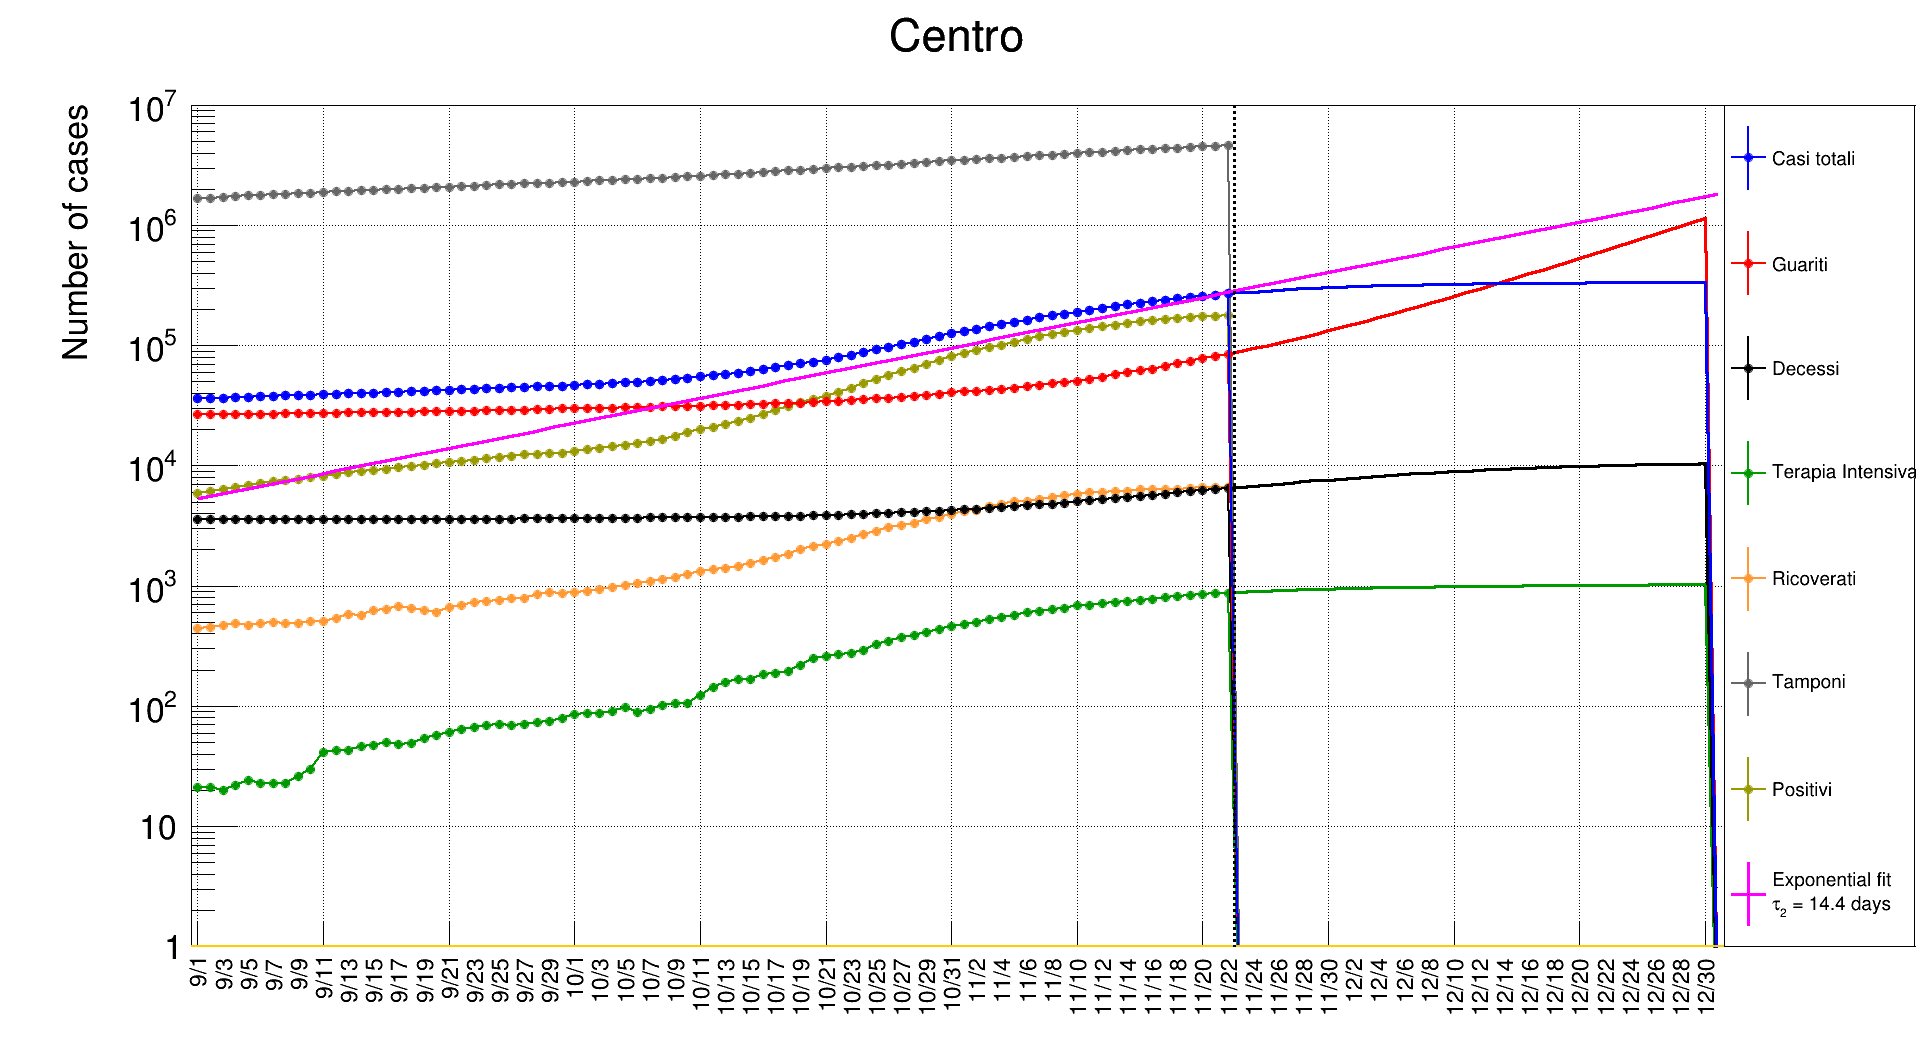 Centro
Number of cases
10^7
10^6
10^5
10^4
10^3
10^2
10
1
9/1 9/3 9/5 9/7 9/9 9/11 9/13 9/15 9/17 9/19 9/21 9/23 9/25 9/27 9/29 10/1 10/3 10/5 10/7 10/9 10/11 10/13 10/15 10/17 10/19 10/21 10/23 10/25 10/27 10/29 10/31 11/2 11/4 11/6 11/8 11/10 11/12 11/14 11/16 11/18 11/20 11/22 11/24 11/26 11/28 11/30 12/2 12/4 12/6 12/8 12/10 12/12 12/14 12/16 12/18 12/20 12/22 12/24 12/26 12/28 12/30
Casi totali
Guariti
Decessi
Terapia Intensiva
Ricoverati
Tamponi
Positivi
Exponential fit
τ₂ = 14.4 days